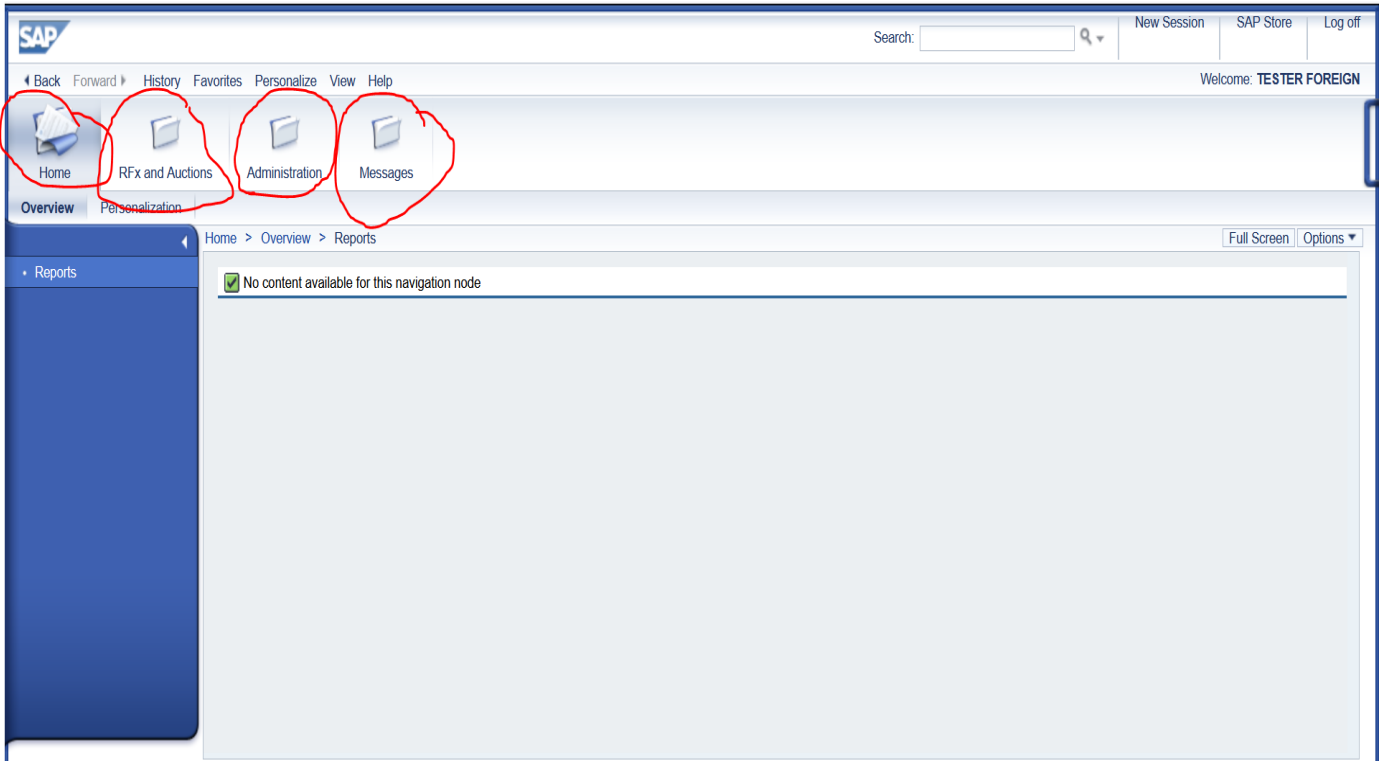 SAP
Search:
New Session SAP Store Log off
Back Forward History Favorites Personalize View Help
Welcome: TESTER FOREIGN
Home RFx and Auctions Administration Messages
Overview Personalization
Home > Overview > Reports
Full Screen Options
Reports
No content available for this navigation node